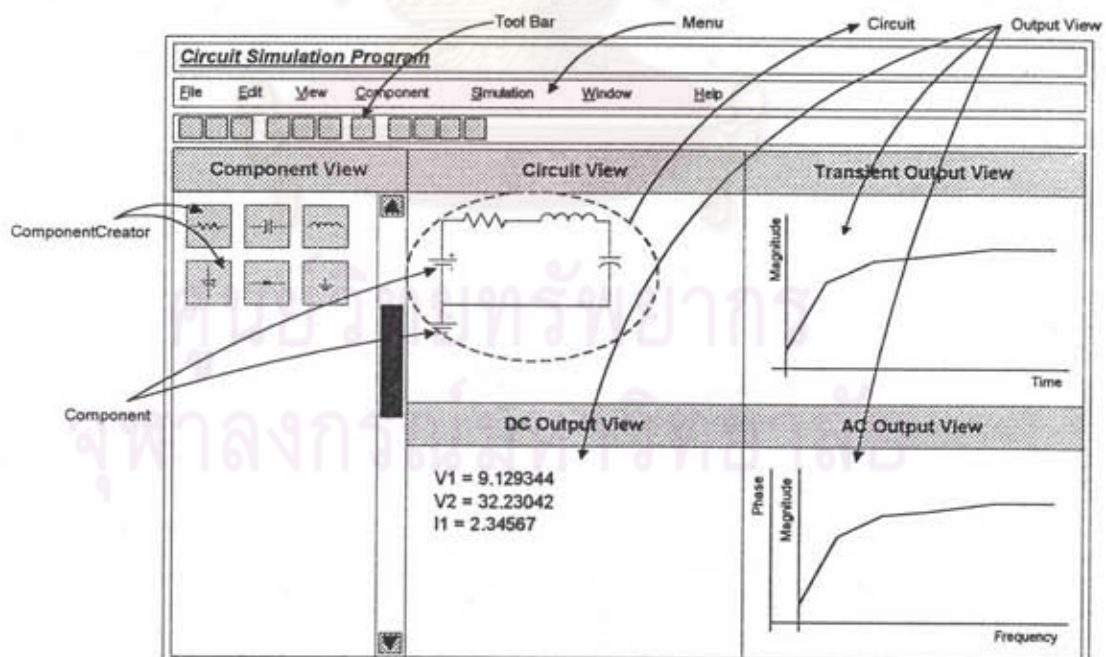 Tool Bar
Menu
Circuit
Output View
Circuit Simulation Program
File Edit View Component Simulation Window Help
Component View
Circuit View
Transient Output View
ComponentCreator
Component
Magnitude
Time
DC Output View
AC Output View
V1 = 9.129344
V2 = 32.23042
I1 = 2.34567
Phase
Magnitude
Frequency
ศูนย์วิทยทรัพยากร
จุฬาลงกรณ์มหาวิทยาลัย